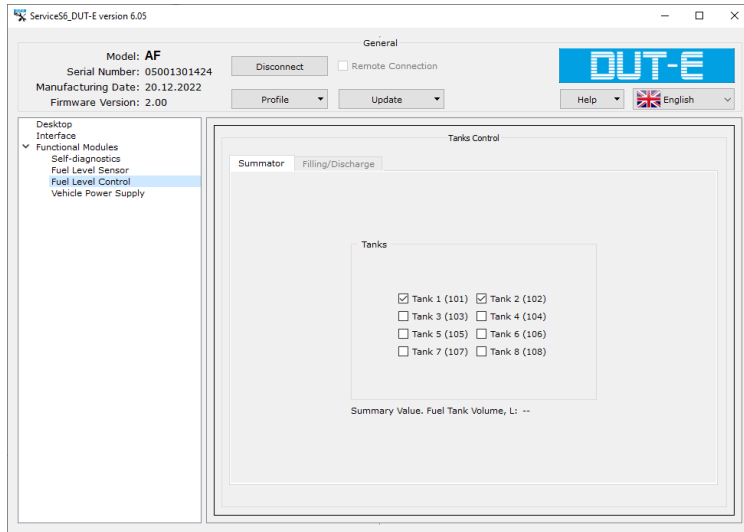 ServiceS6_DUT-E version 6.05
General
Model: AF
Serial Number: 05001301424
Manufacturing Date: 20.12.2022
Firmware Version: 2.00
Disconnect
Remote Connection
Profile
Update
DUT-E
Help
English
Desktop
Interface
Functional Modules
Self-diagnostics
Fuel Level Sensor
Fuel Level Control
Vehicle Power Supply
Tanks Control
Summator
Filling/Discharge
Tanks
Tank 1 (101) Tank 2 (102)
Tank 3 (103) Tank 4 (104)
Tank 5 (105) Tank 6 (106)
Tank 7 (107) Tank 8 (108)
Summary Value. Fuel Tank Volume, L: --